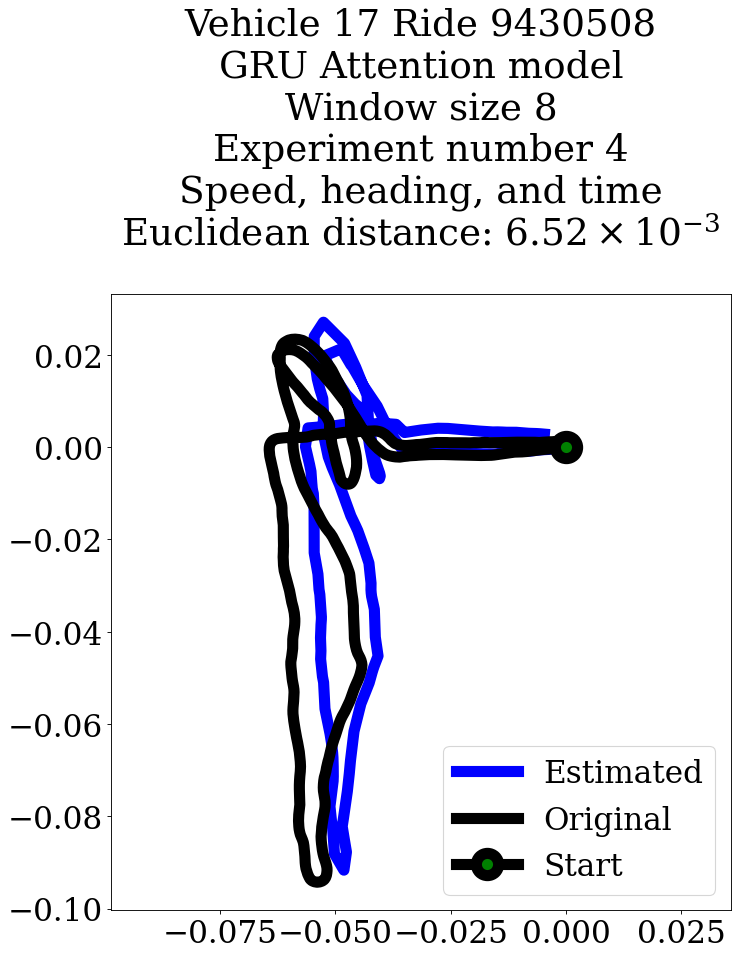 Vehicle 17 Ride 9430508
GRU Attention model
Window size 8
Experiment number 4
Speed, heading, and time
Euclidean distance: 6.52 × 10⁻³
0.02
0.00
−0.02
−0.04
−0.06
−0.08
−0.10
Estimated
Original
Start
−0.075 −0.050 −0.025 0.000 0.025